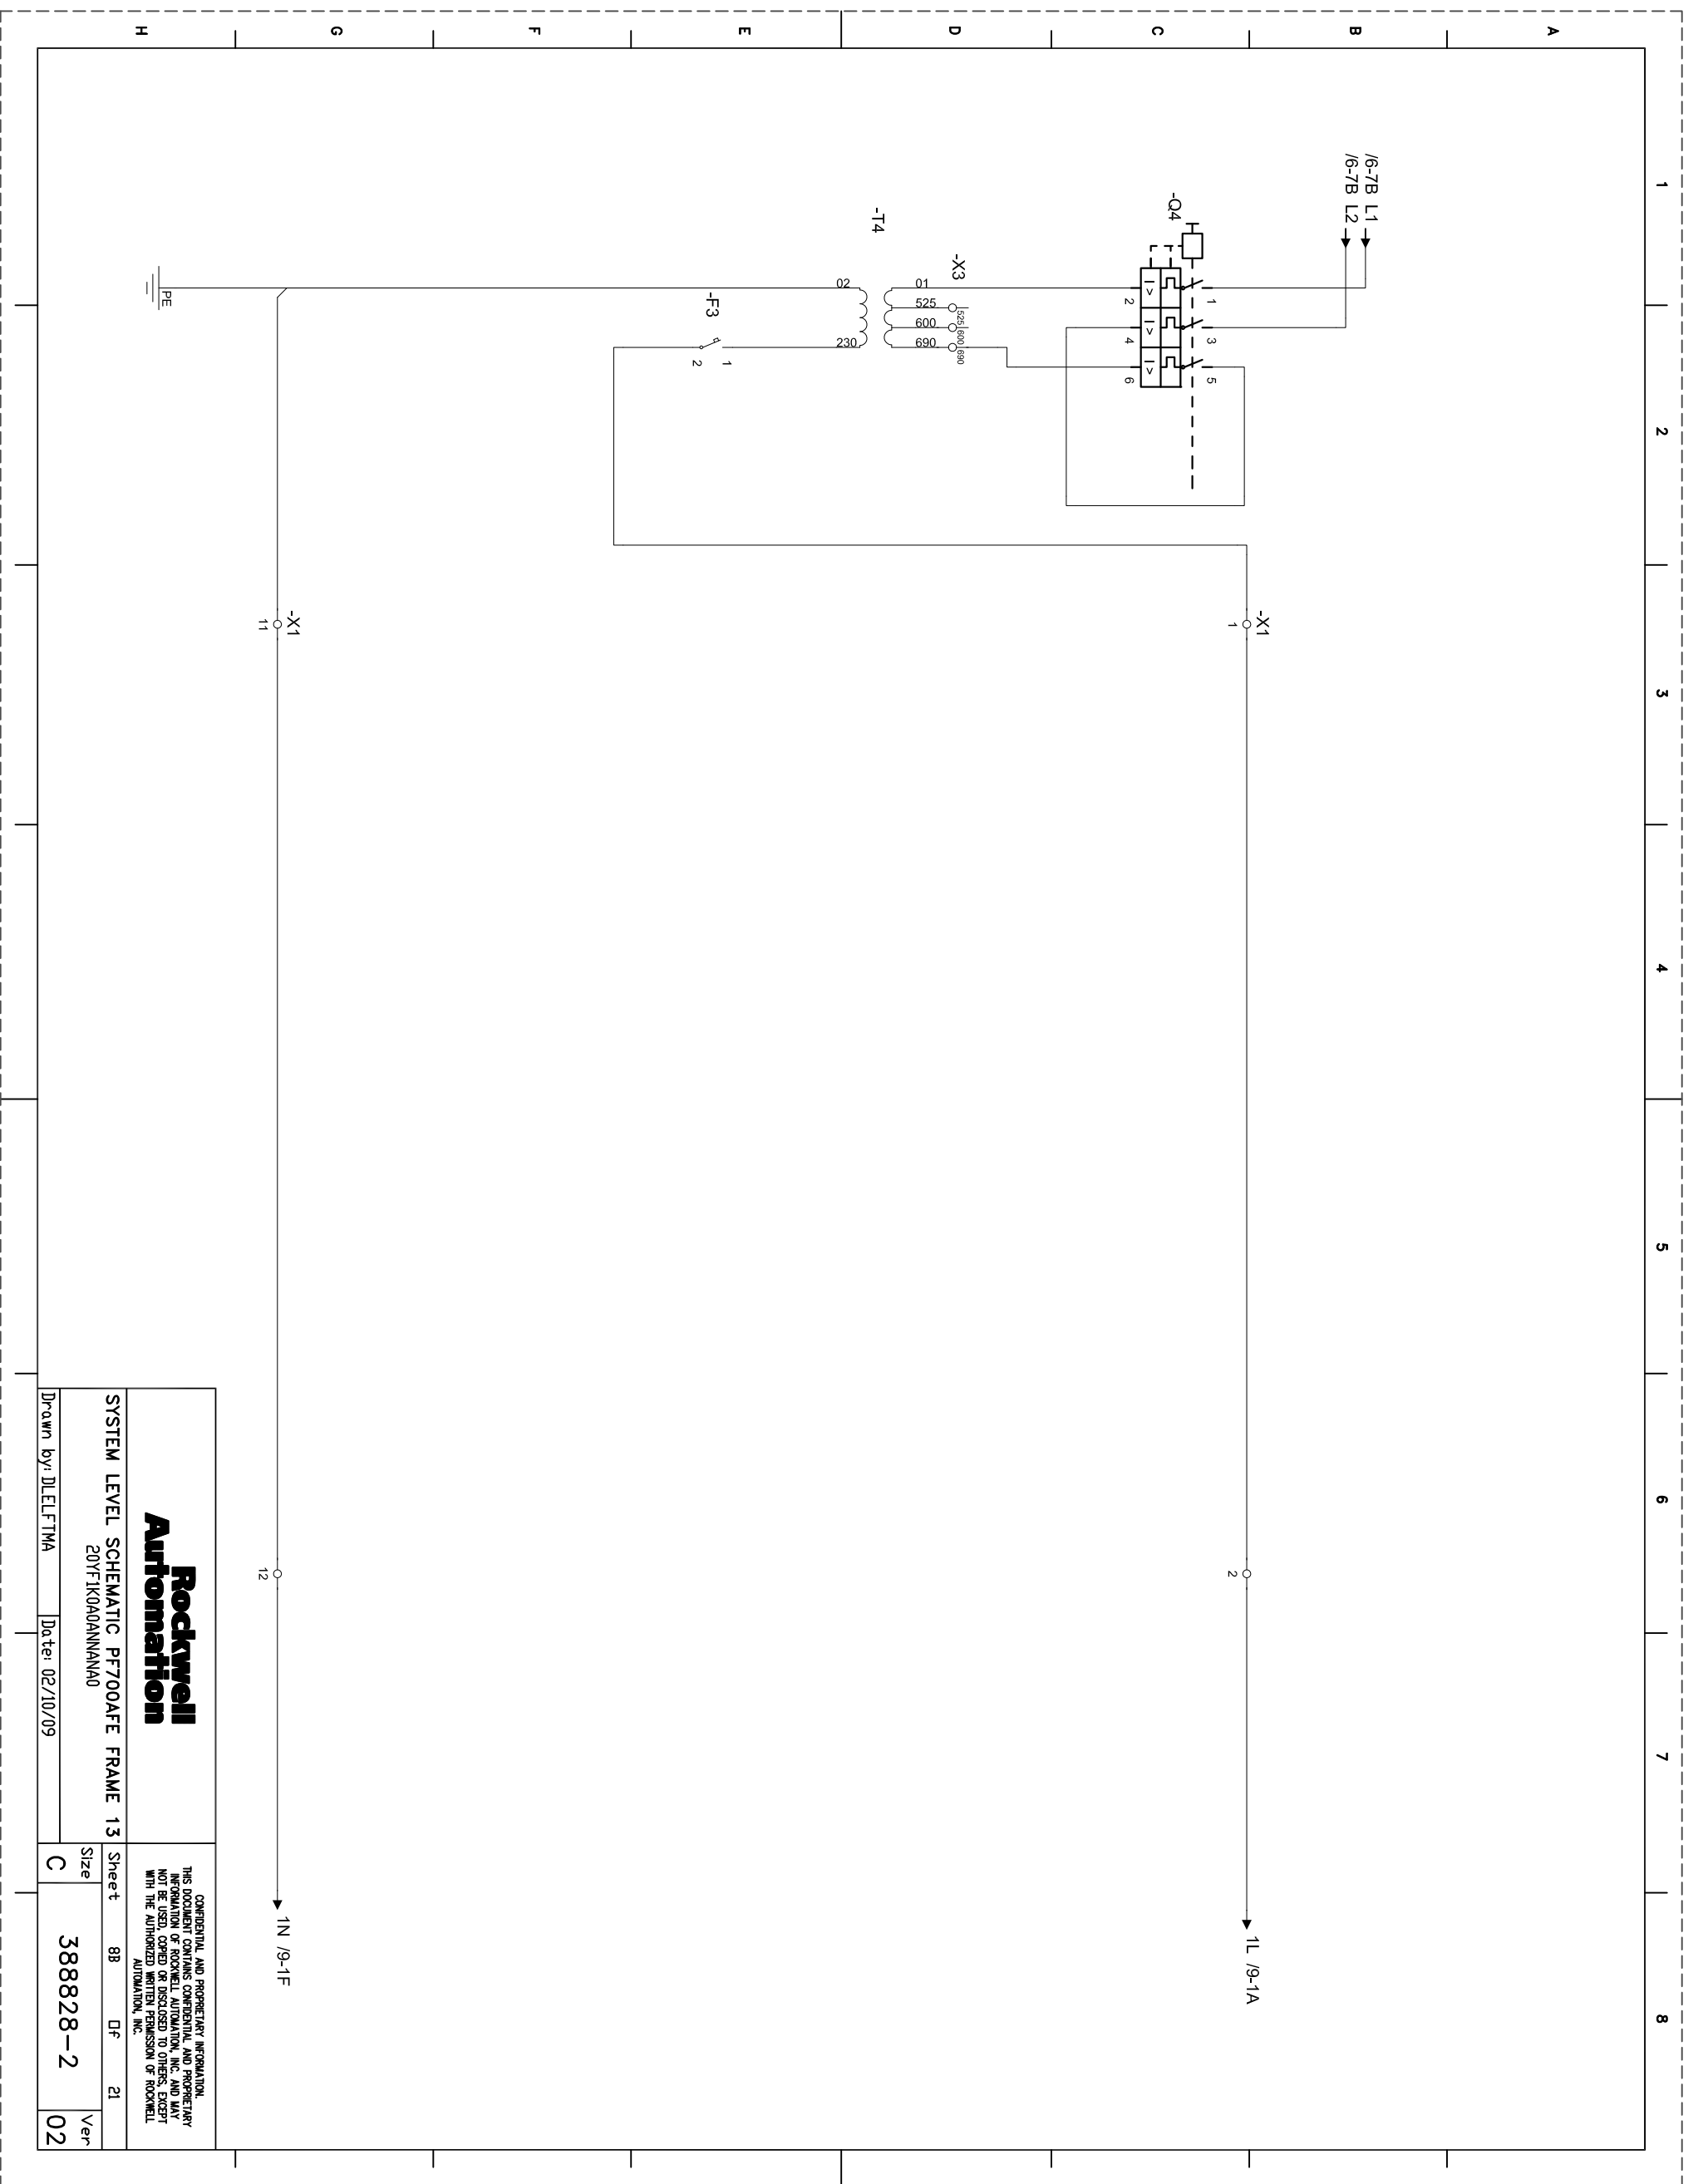 1
2
3
4
5
6
7
8
A
B
C
D
E
F
G
H
/6-7B L1
/6-7B L2
-Q4
1
3
5
I>
I>
I>
2
4
6
-X3
525
600
690
01
525
600
690
-T4
02
230
-F3
1
2
PE
-X1
1
2
1L /9-1A
-X1
11
12
1N /9-1F
Rockwell
Automation
CONFIDENTIAL AND PROPRIETARY INFORMATION.
THIS DOCUMENT CONTAINS CONFIDENTIAL AND PROPRIETARY
INFORMATION OF ROCKWELL AUTOMATION, INC. AND MAY
NOT BE USED, COPIED OR DISCLOSED TO OTHERS, EXCEPT
WITH THE AUTHORIZED WRITTEN PERMISSION OF ROCKWELL
AUTOMATION, INC.
SYSTEM LEVEL SCHEMATIC PF700AFE FRAME 13
20YF1K0A0ANNANA0
Sheet 8B Of 21
Size
C
388828-2
Ver
02
Drawn by: DLELFTMA
Date: 02/10/09